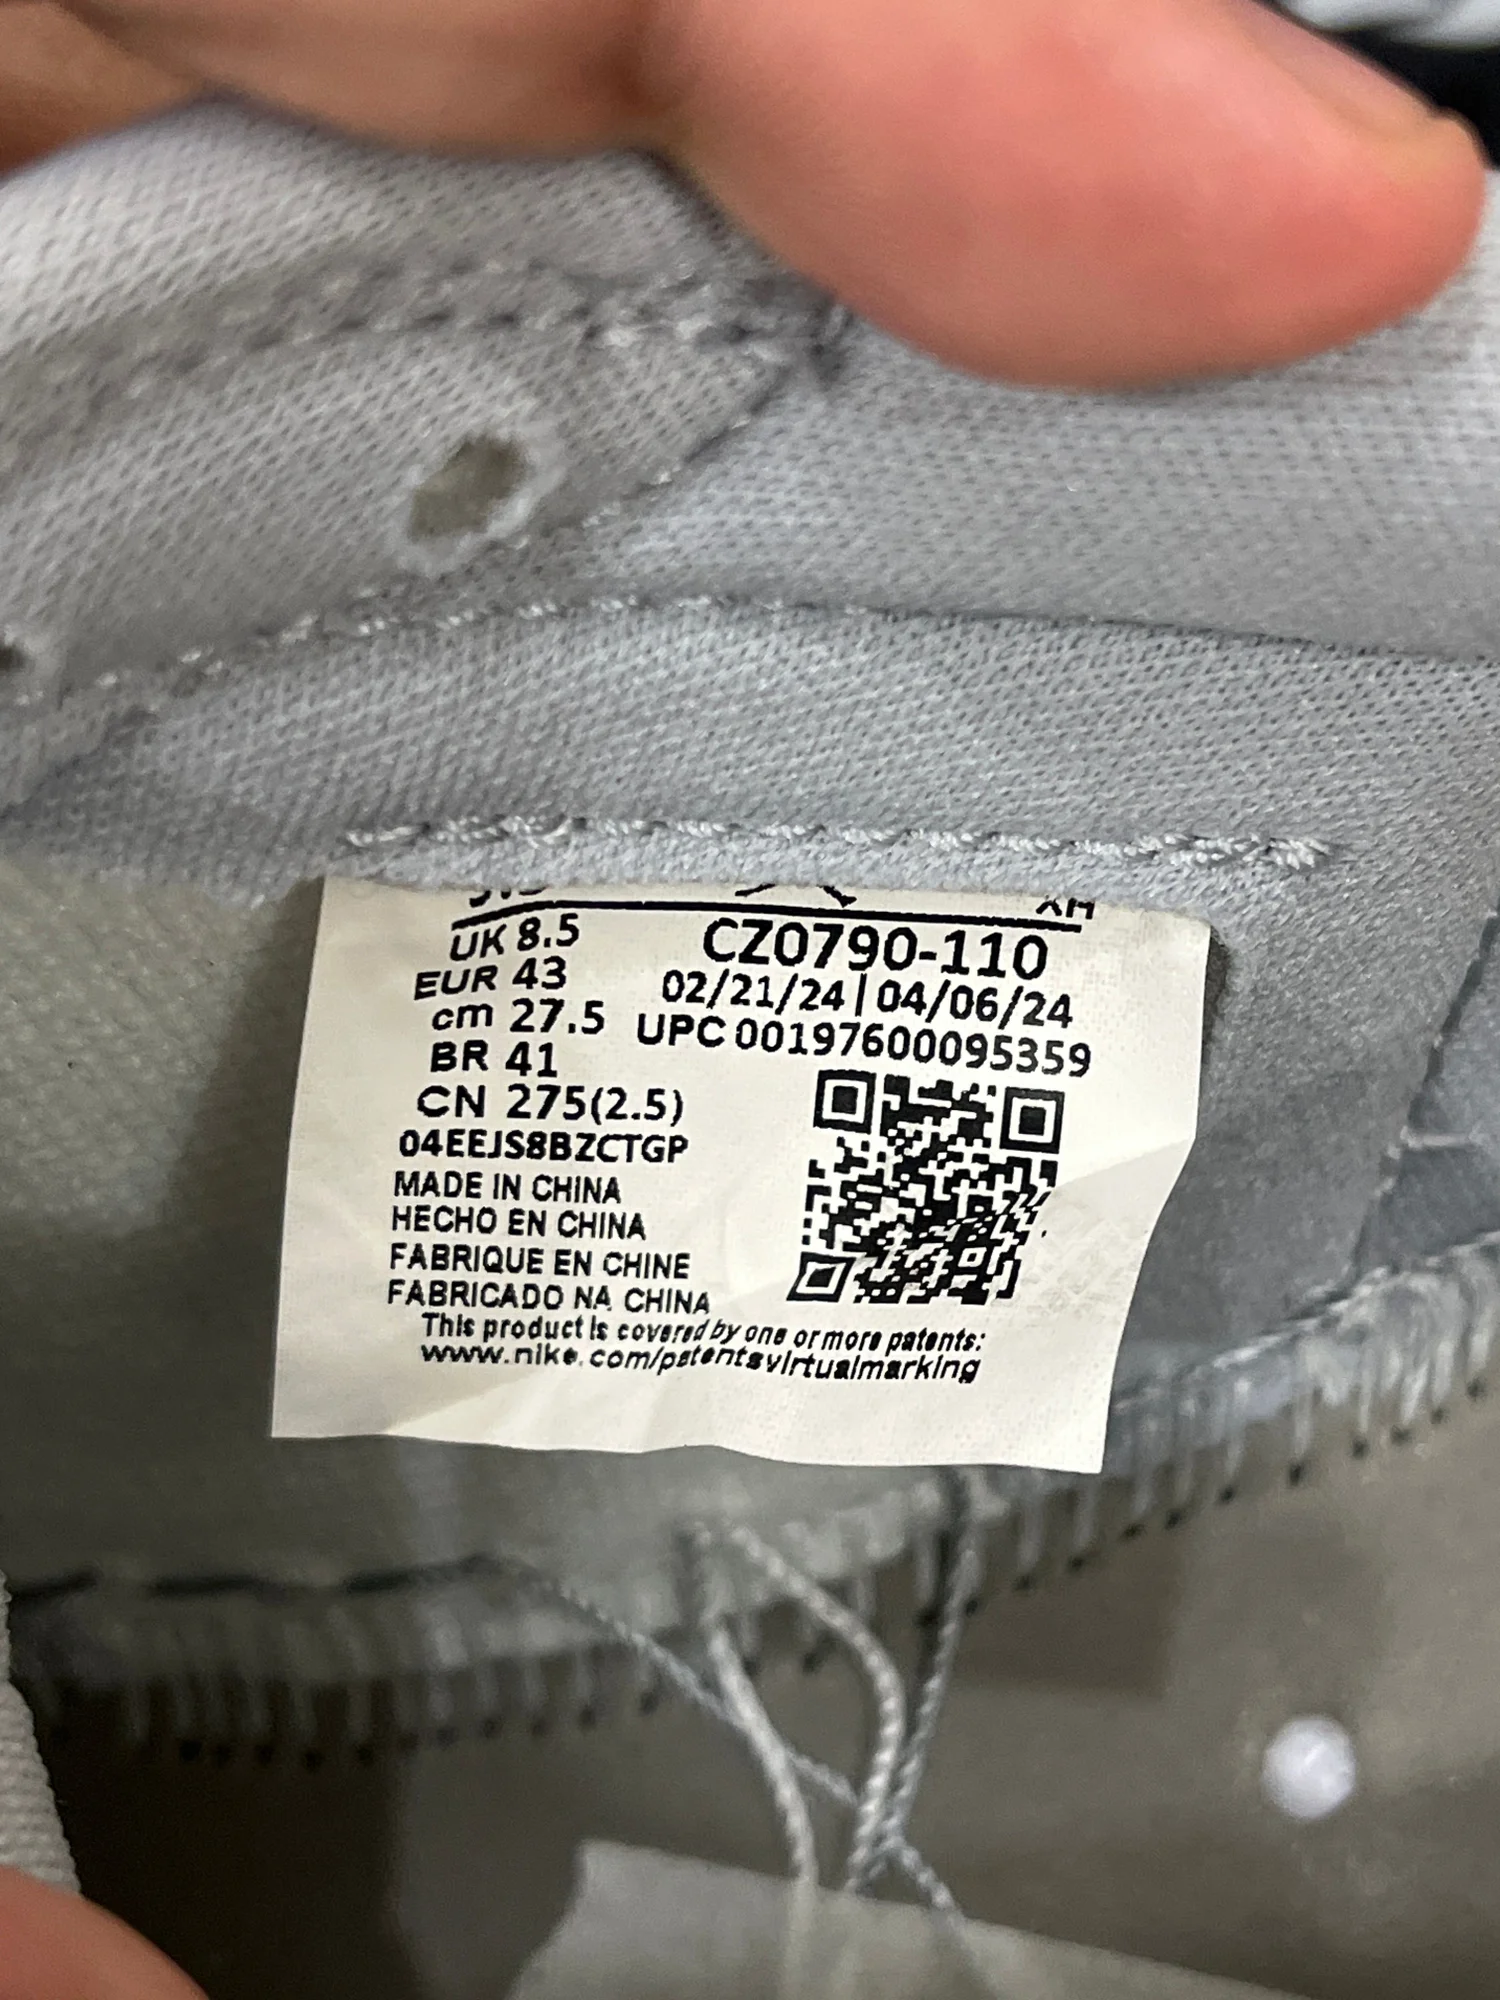 UK 8.5
EUR 43
cm 27.5
BR 41
CN 275(2.5)
04EEJS8BZCTGP
MADE IN CHINA
HECHO EN CHINA
FABRIQUE EN CHINE
FABRICADO NA CHINA
XM
CZ0790-110
02/21/24 | 04/06/24
UPC 00197600095359
This product is covered by one or more patents:
www.nike.com/patentsvirtualmarking